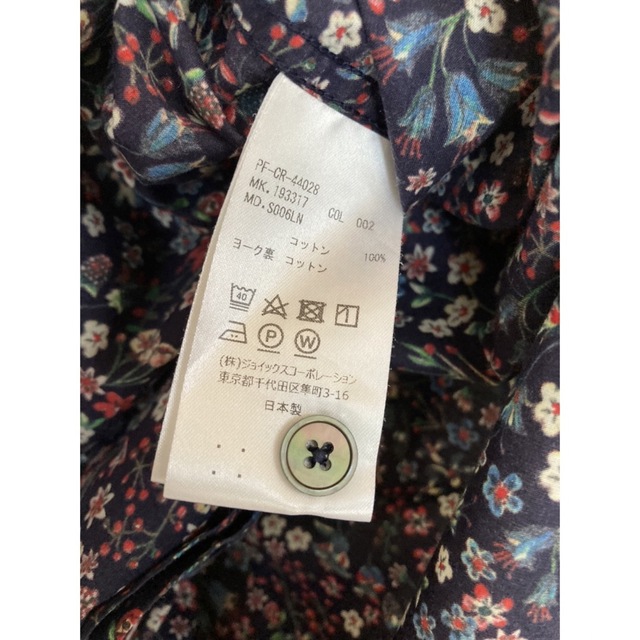 PF-CR-44028
MK.193317 COL 002
MD.S006LN
コットン 100%
ヨーク裏 コットン
40
P W
(株)ジョイックスコーポレーション
東京都千代田区隼町3-16
日本製